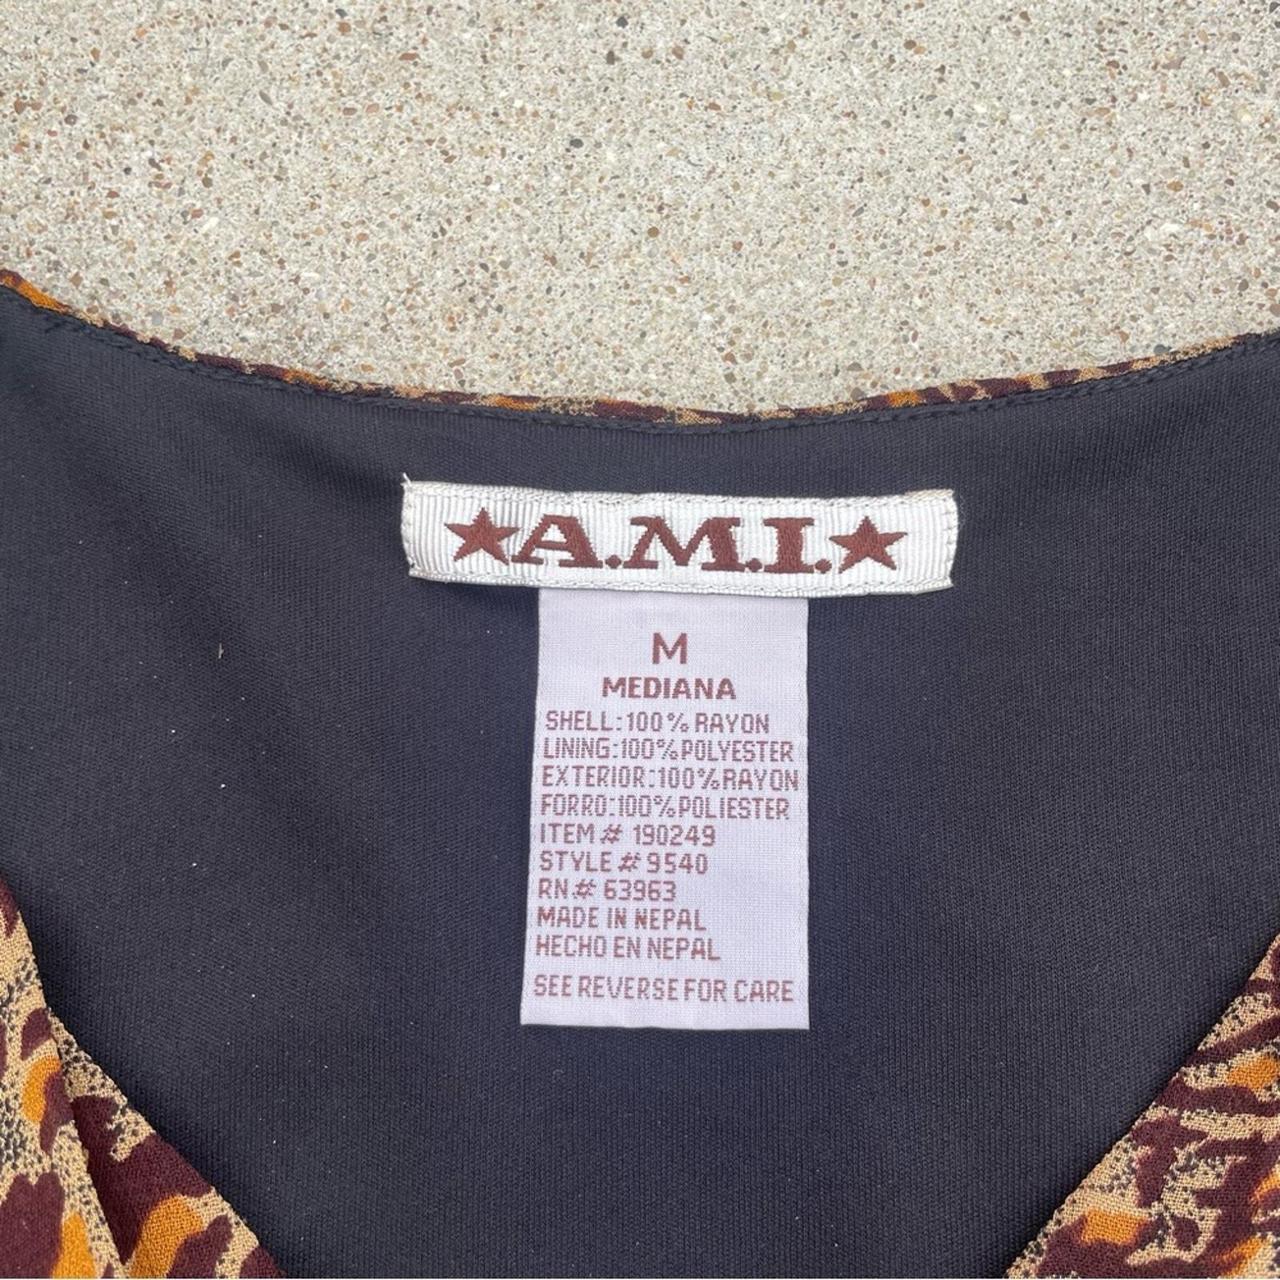 ★A.M.I.★
M
MEDIANA
SHELL:100% RAYON
LINING:100%POLYESTER
EXTERIOR:100%RAYON
FORRO:100%POLIESTER
ITEM # 190249
STYLE # 9540
RN.# 63963
MADE IN NEPAL
HECHO EN NEPAL
SEE REVERSE FOR CARE